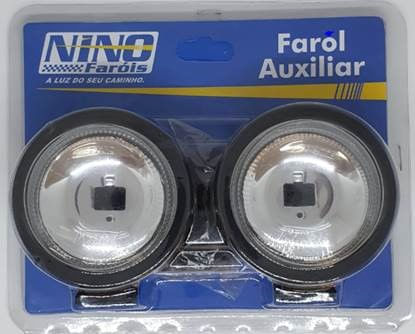 NINO
Faróis
A LUZ DO SEU CAMINHO.
Farol
Auxiliar